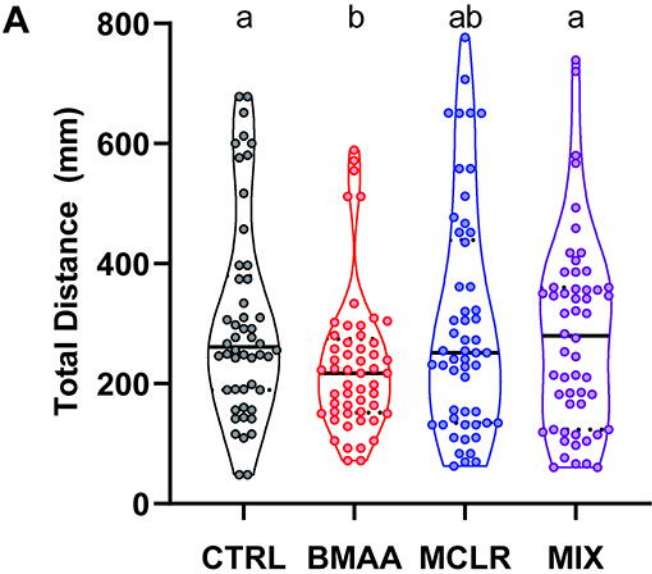 A
a b ab a
800
600
400
200
0
Total Distance (mm)
CTRL BMAA MCLR MIX